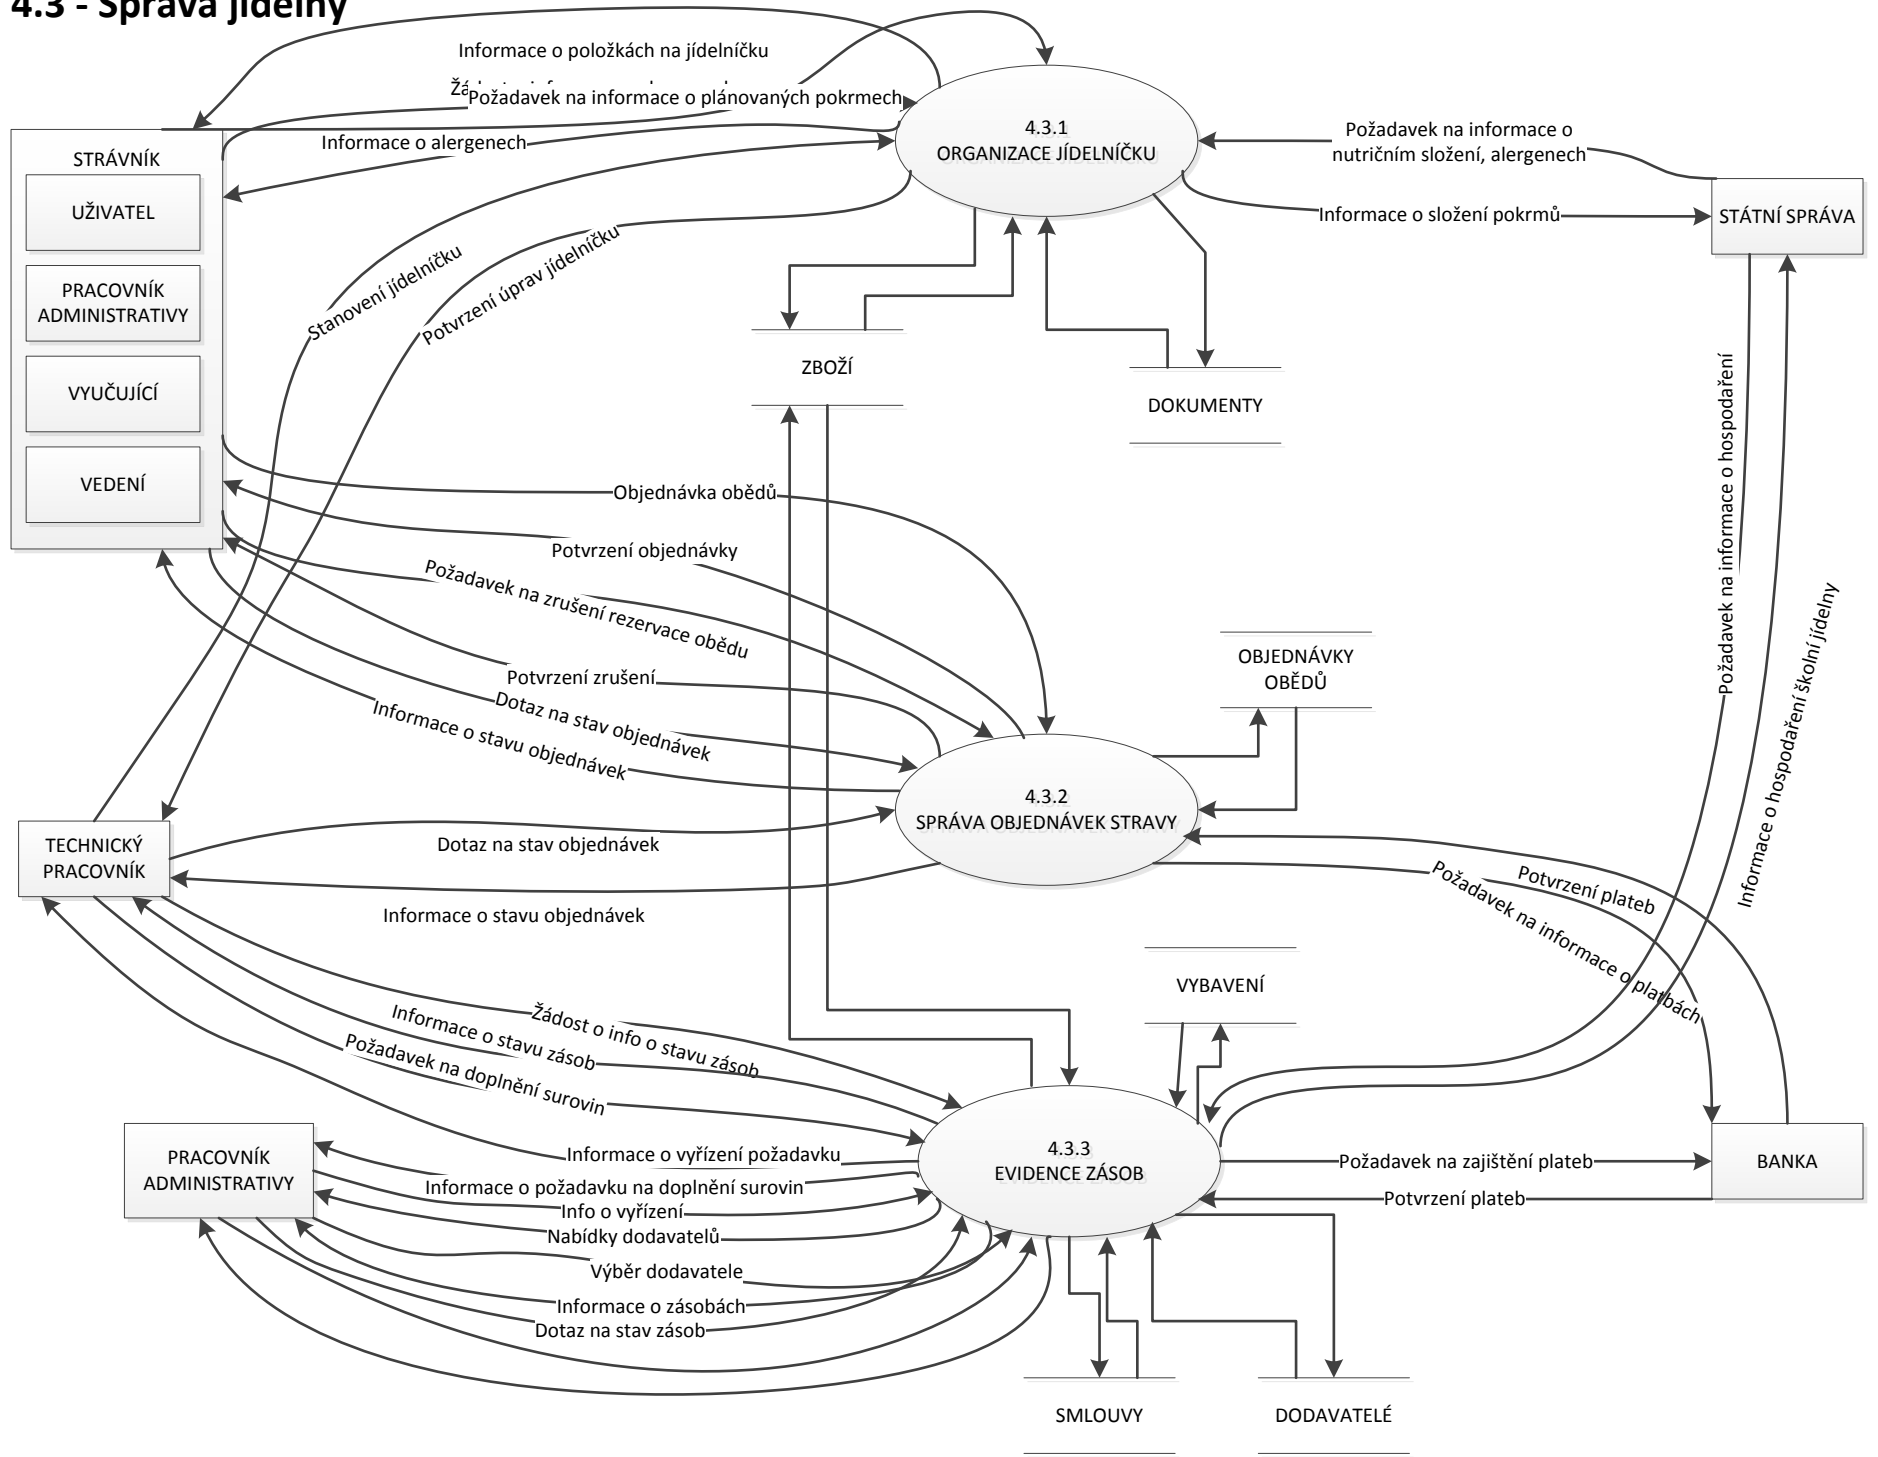 4.3 - Správa jídelny
Informace o položkách na jídelníčku
Požadavek na informace o plánovaných pokrmech
Informace o alergenech
4.3.1
ORGANIZACE JÍDELNÍČKU
Požadavek na informace o
nutričním složení, alergenech
Informace o složení pokrmů
STÁTNÍ SPRÁVA
STRÁVNÍK
UŽIVATEL
PRACOVNÍK
ADMINISTRATIVY
VYUČUJÍCÍ
VEDENÍ
Stanovení jídelníčku
Potvrzení úprav jídelníčku
ZBOŽÍ
DOKUMENTY
Požadavek na informace o hospodaření
Informace o hospodaření školní jídelny
Objednávka obědů
Potvrzení objednávky
Požadavek na zrušení rezervace obědu
Potvrzení zrušení
Dotaz na stav objednávek
Informace o stavu objednávek
OBJEDNÁVKY
OBĚDŮ
4.3.2
SPRÁVA OBJEDNÁVEK STRAVY
TECHNICKÝ
PRACOVNÍK
Dotaz na stav objednávek
Informace o stavu objednávek
Potvrzení plateb
Požadavek na informace o platbách
VYBAVENÍ
Žádost o info o stavu zásob
Informace o stavu zásob
Požadavek na doplnění surovin
Informace o vyřízení požadavku
4.3.3
EVIDENCE ZÁSOB
Požadavek na zajištění plateb
Potvrzení plateb
BANKA
PRACOVNÍK
ADMINISTRATIVY
Informace o požadavku na doplnění surovin
Info o vyřízení
Nabídky dodavatelů
Výběr dodavatele
Informace o zásobách
Dotaz na stav zásob
SMLOUVY
DODAVATELÉ